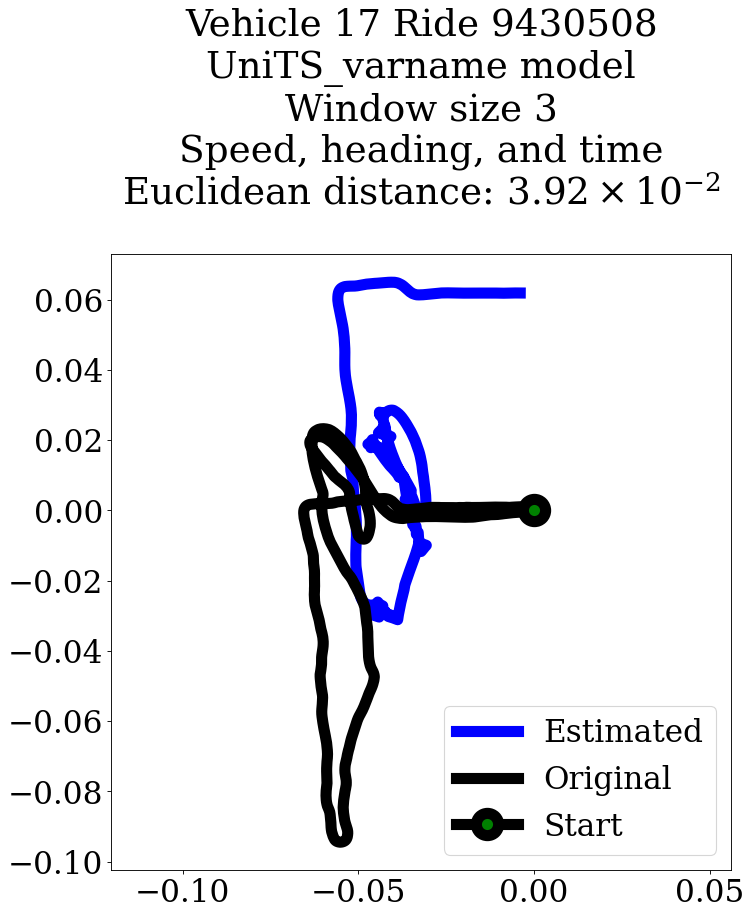 Vehicle 17 Ride 9430508
UniTS_varname model
Window size 3
Speed, heading, and time
Euclidean distance: 3.92 × 10⁻²
0.06
0.04
0.02
0.00
−0.02
−0.04
−0.06
−0.08
−0.10
Estimated
Original
Start
−0.10 −0.05 0.00 0.05